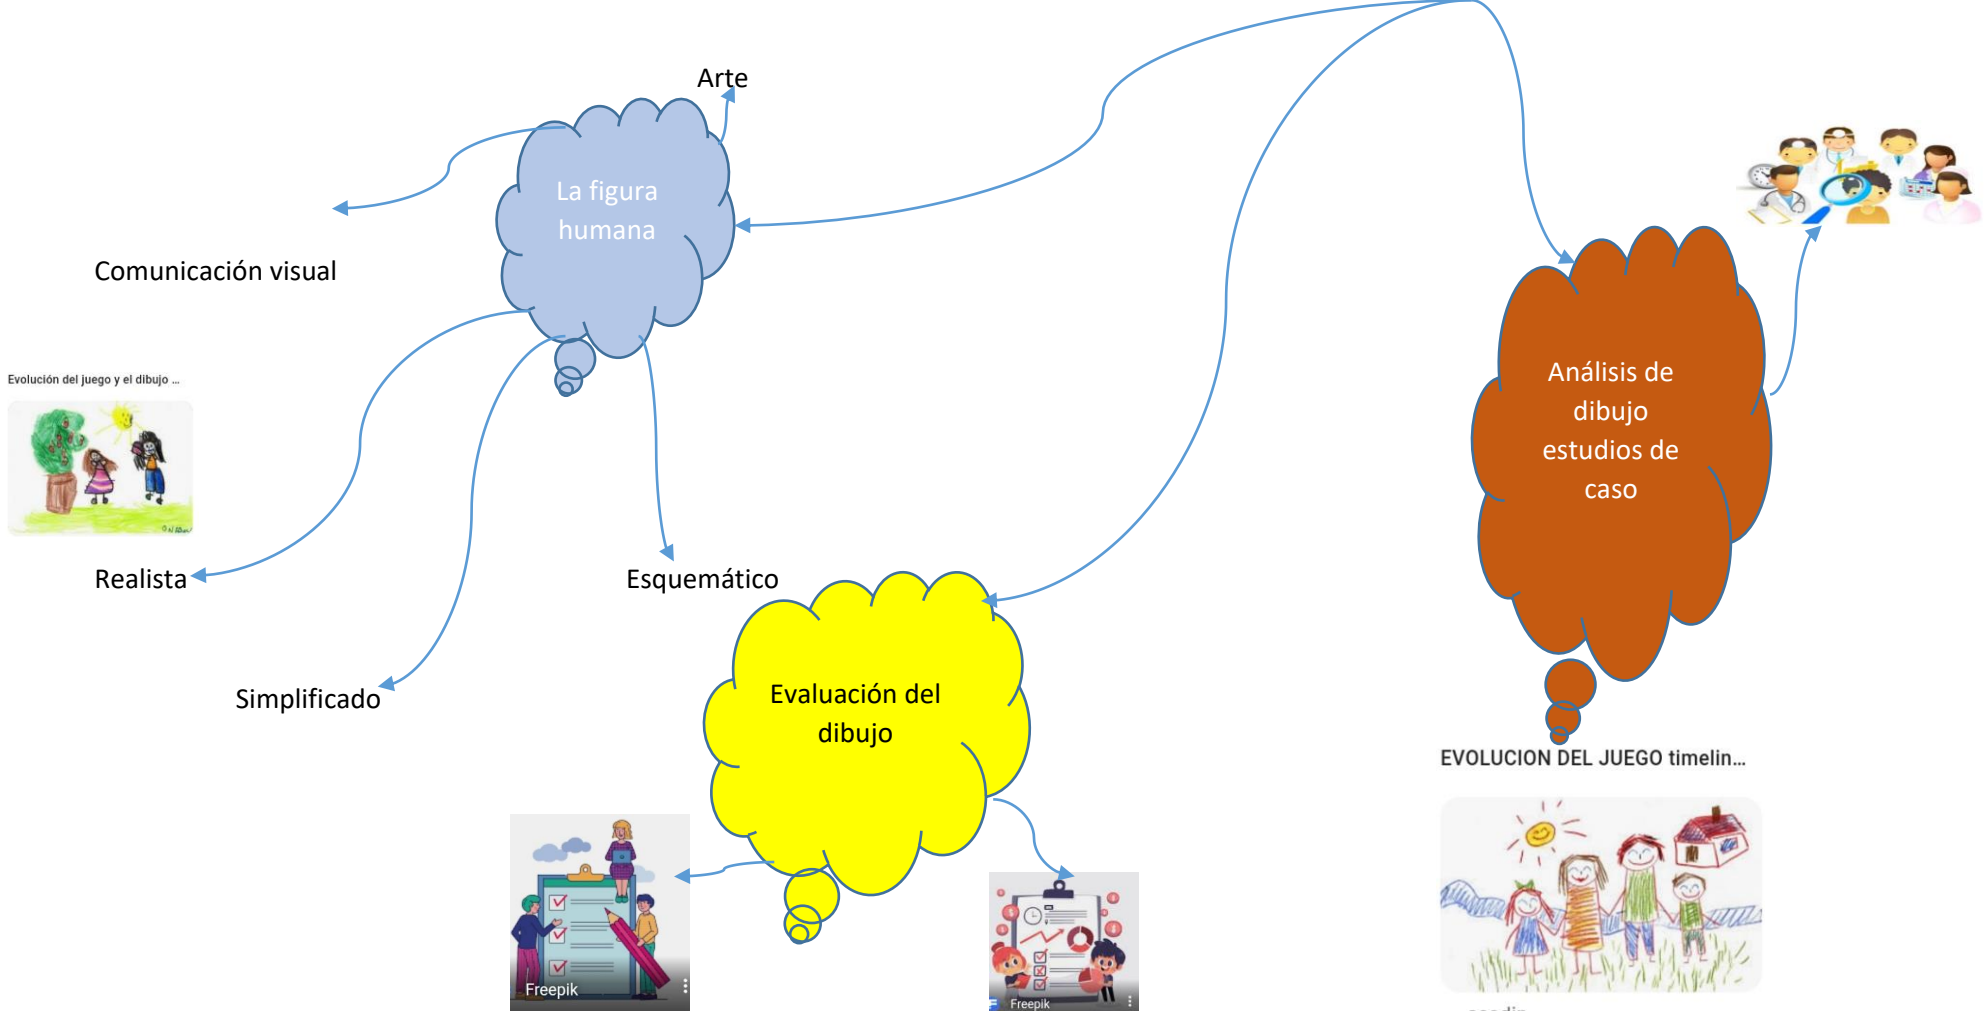 Arte
La figura
humana
Comunicación visual
Evolución del juego y el dibujo ...
Realista
Simplificado
Esquemático
Evaluación del
dibujo
Freepik
Freepik
Análisis de
dibujo
estudios de
caso
EVOLUCION DEL JUEGO timelin...